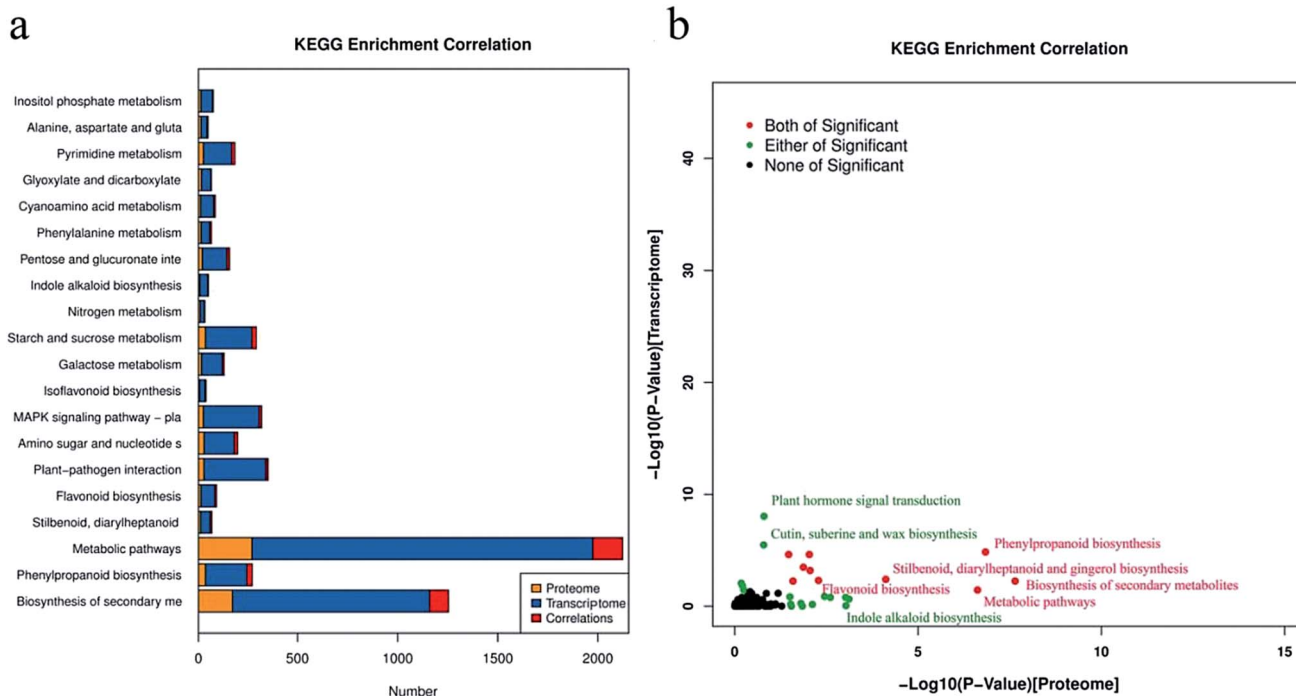 a
KEGG Enrichment Correlation
Inositol phosphate metabolism
Alanine, aspartate and gluta
Pyrimidine metabolism
Glyoxylate and dicarboxylate
Cyanoamino acid metabolism
Phenylalanine metabolism
Pentose and glucuronate inte
Indole alkaloid biosynthesis
Nitrogen metabolism
Starch and sucrose metabolism
Galactose metabolism
Isoflavonoid biosynthesis
MAPK signaling pathway − pla
Amino sugar and nucleotide s
Plant−pathogen interaction
Flavonoid biosynthesis
Stilbenoid, diarylheptanoid
Metabolic pathways
Phenylpropanoid biosynthesis
Biosynthesis of secondary me
Proteome
Transcriptome
Correlations
0 500 1000 1500 2000
Number
b
KEGG Enrichment Correlation
Both of Significant
Either of Significant
None of Significant
−Log10(P−Value)[Transcriptome]
40
30
20
10
0
Plant hormone signal transduction
Cutin, suberine and wax biosynthesis
Phenylpropanoid biosynthesis
Stilbenoid, diarylheptanoid and gingerol biosynthesis
Flavonoid biosynthesis
Biosynthesis of secondary metabolites
Metabolic pathways
Indole alkaloid biosynthesis
0 5 10 15
−Log10(P−Value)[Proteome]